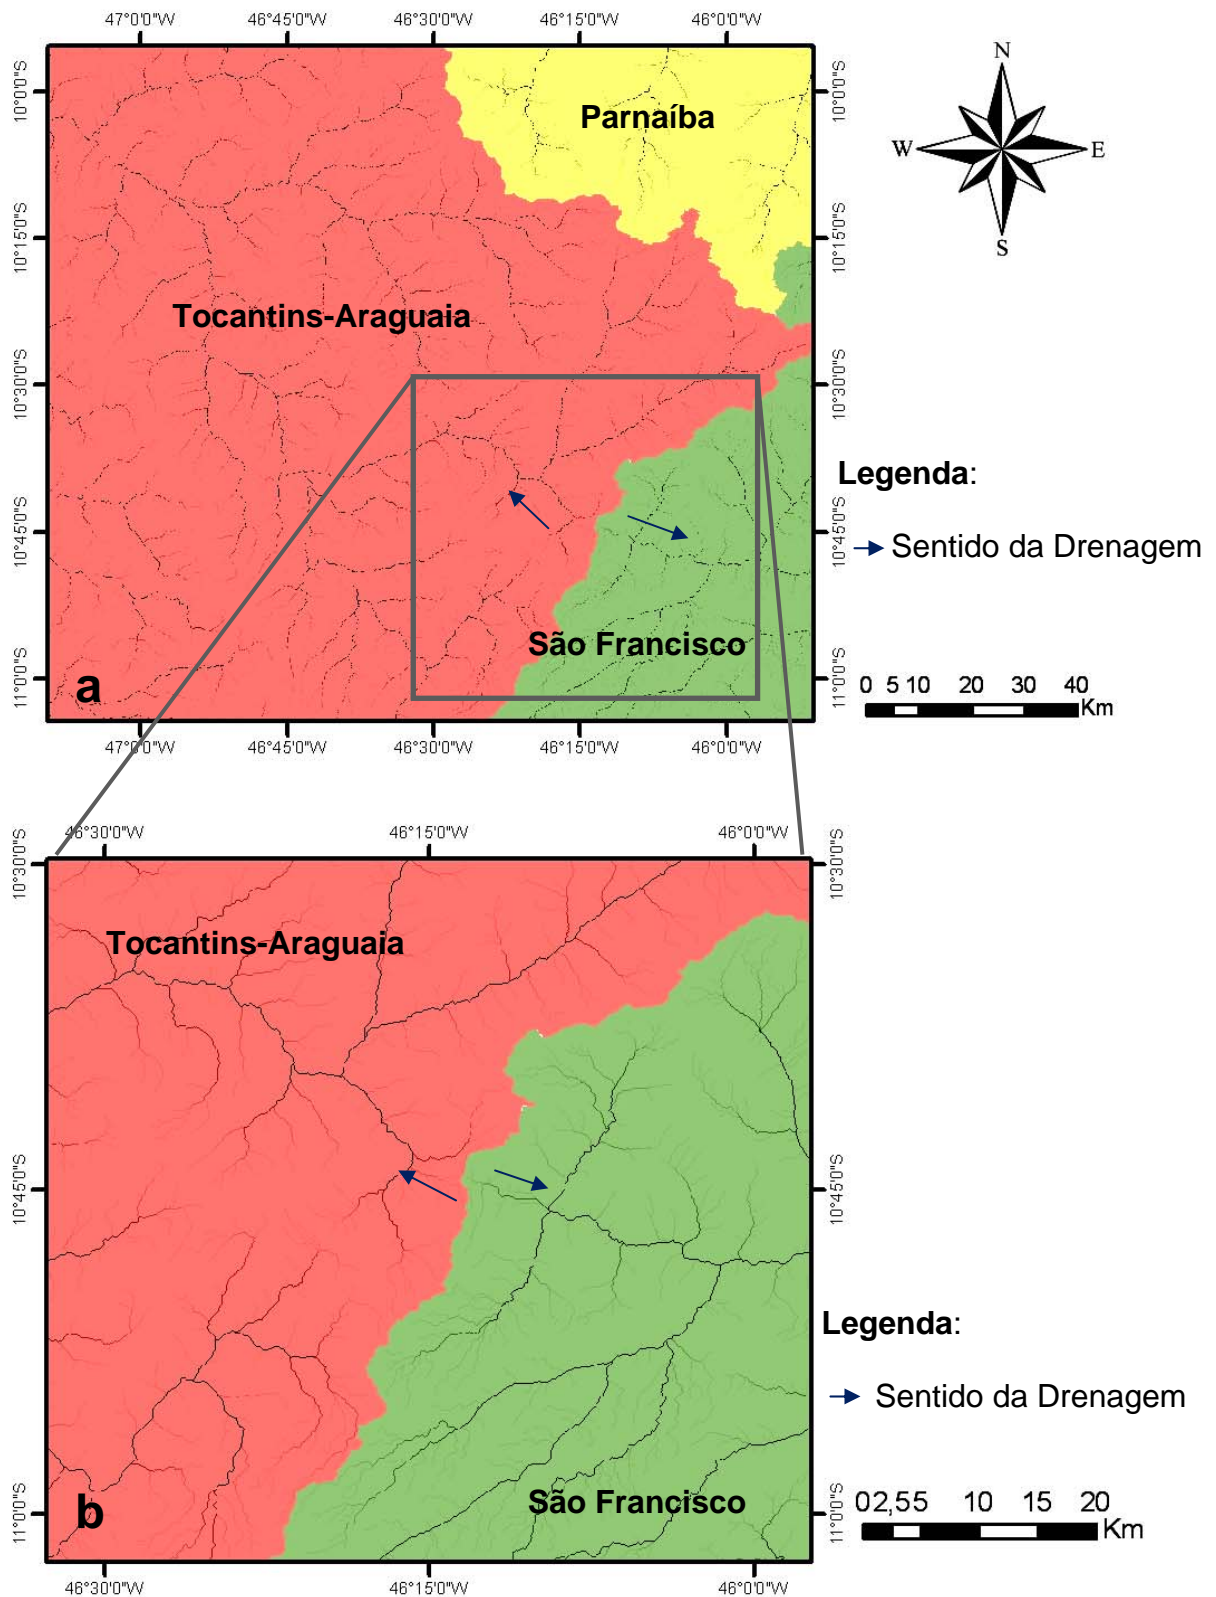 47°0'0"W 46°45'0"W 46°30'0"W 46°15'0"W 46°0'0"W
10°0'0"S 10°15'0"S 10°30'0"S 10°45'0"S 11°0'0"S
Parnaíba
Tocantins-Araguaia
São Francisco
a
10°0'0"S 10°15'0"S 10°30'0"S 10°45'0"S 11°0'0"S
47°0'0"W 46°45'0"W 46°30'0"W 46°15'0"W 46°0'0"W
N
W E
S
Legenda:
Sentido da Drenagem
0 5 10 20 30 40
Km
46°30'0"W 46°15'0"W 46°0'0"W
10°30'0"S 10°45'0"S 11°0'0"S
Tocantins-Araguaia
São Francisco
b
10°30'0"S 10°45'0"S 11°0'0"S
46°30'0"W 46°15'0"W 46°0'0"W
Legenda:
Sentido da Drenagem
0 2,5 5 10 15 20
Km